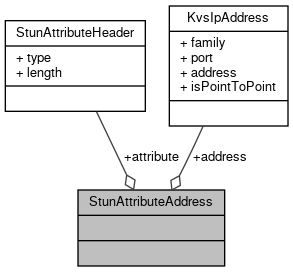 StunAttributeHeader
+ type
+ length
KvsIpAddress
+ family
+ port
+ address
+ isPointToPoint
+attribute
+address
StunAttributeAddress